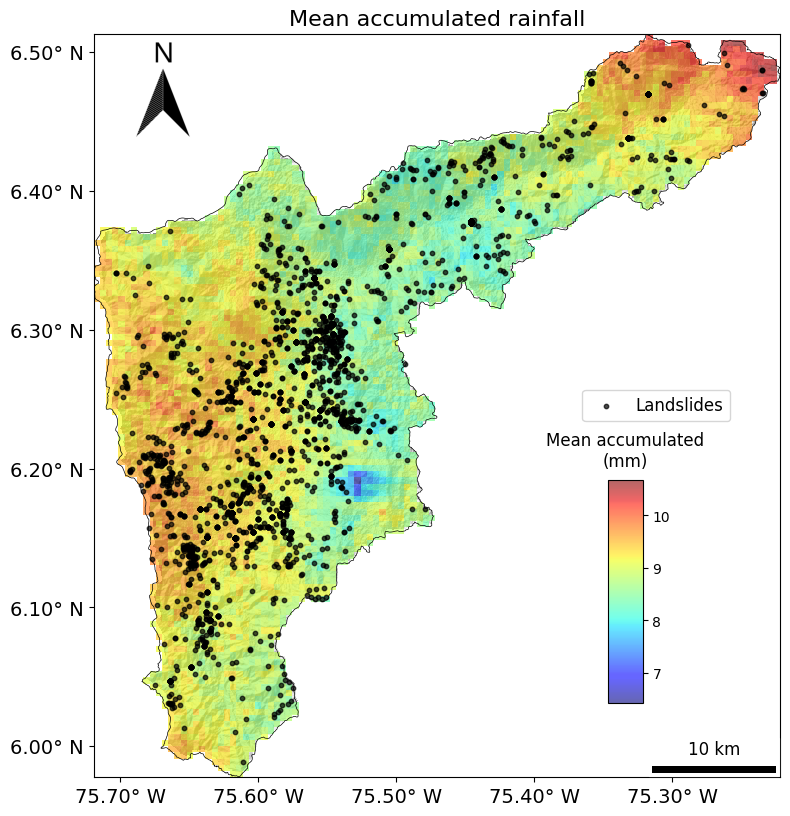 Mean accumulated rainfall
N
6.50° N
6.40° N
6.30° N
6.20° N
6.10° N
6.00° N
Landslides
Mean accumulated
(mm)
10
9
8
7
10 km
75.70° W
75.60° W
75.50° W
75.40° W
75.30° W